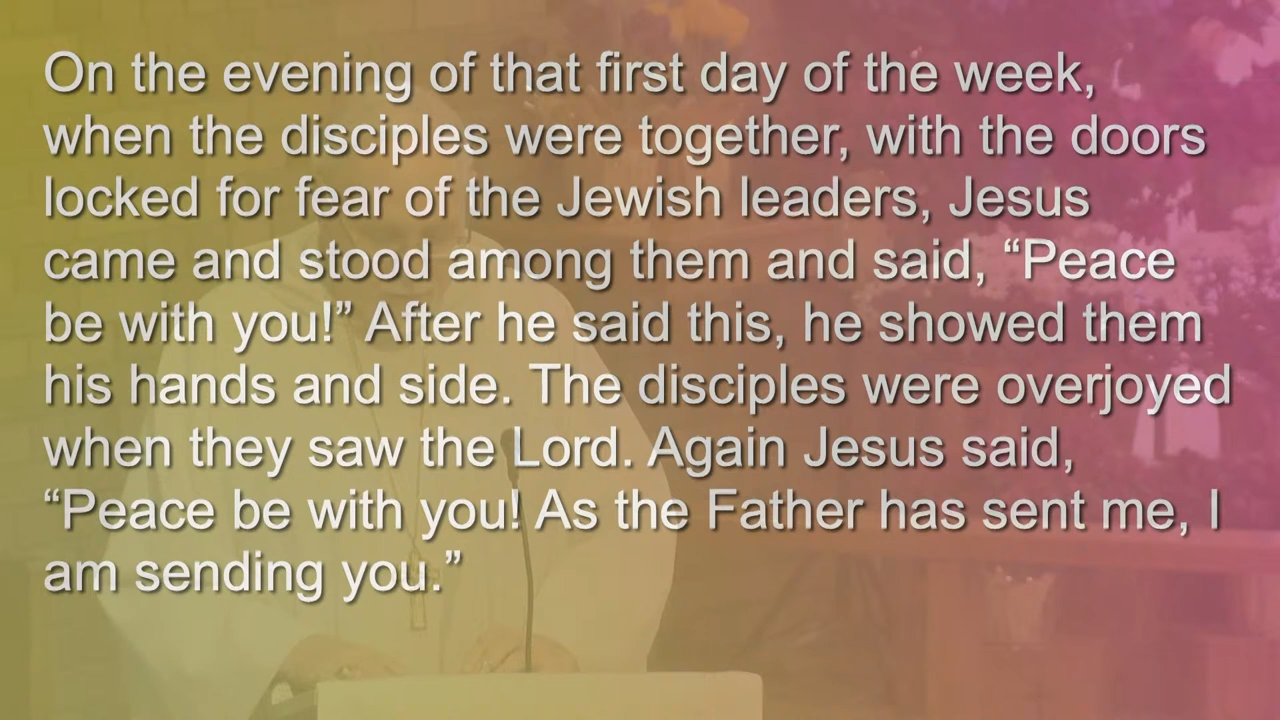 On the evening of that first day of the week,
when the disciples were together, with the doors
locked for fear of the Jewish leaders, Jesus
came and stood among them and said, “Peace
be with you!” After he said this, he showed them
his hands and side. The disciples were overjoyed
when they saw the Lord. Again Jesus said,
“Peace be with you! As the Father has sent me, I
am sending you.”